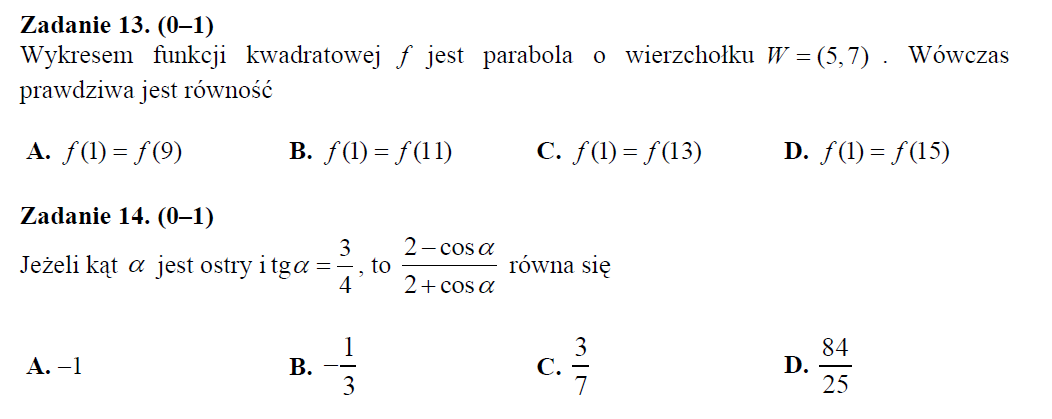 Zadanie 13. (0–1)
Wykresem funkcji kwadratowej f jest parabola o wierzchołku W = (5, 7) . Wówczas
prawdziwa jest równość
A. f(1) = f(9) B. f(1) = f(11) C. f(1) = f(13) D. f(1) = f(15)
Zadanie 14. (0–1)
Jeżeli kąt α jest ostry i tgα = 3/4, to (2 − cosα)/(2 + cosα) równa się
A. −1 B. −1/3 C. 3/7 D. 84/25